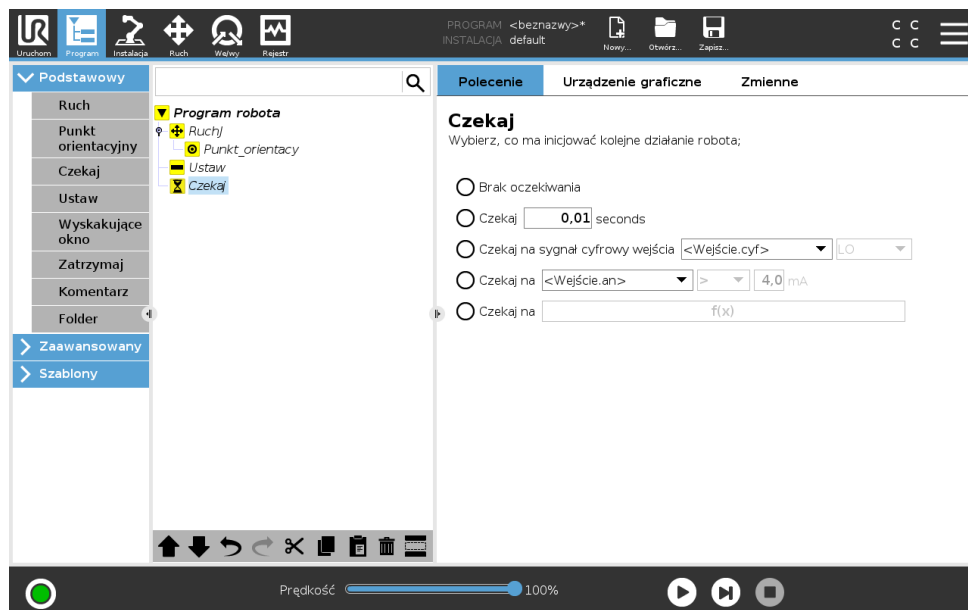 PROGRAM <beznazwy>*
INSTALACJA default
C C
C C
Uruchom Program Instalacja Ruch We/wy Rejestr Nowy... Otwórz... Zapisz...
Podstawowy
Ruch
Punkt
orientacyjny
Czekaj
Ustaw
Wyskakujące
okno
Zatrzymaj
Komentarz
Folder
Zaawansowany
Szablony
Program robota
RuchJ
Punkt_orientacy
Ustaw
Czekaj
Polecenie Urządzenie graficzne Zmienne
Czekaj
Wybierz, co ma inicjować kolejne działanie robota;
Brak oczekiwania
Czekaj 0,01 seconds
Czekaj na sygnał cyfrowy wejścia <Wejście.cyf> LO
Czekaj na <Wejście.an> > 4,0 mA
Czekaj na f(x)
Prędkość 100%